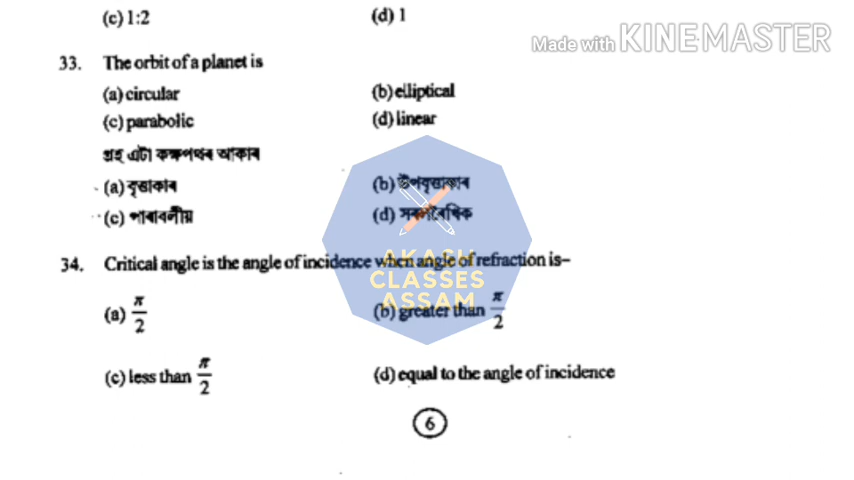 (c) 1:2 (d) 1
Made with KINEMASTER
33. The orbit of a planet is
(a) circular (b) elliptical
(c) parabolic (d) linear
গ্ৰহ এটা কক্ষপথৰ আকাৰ
(a) বৃত্তাকাৰ (b) উপবৃত্তাকাৰ
(c) পাৰাবলীয় (d) সৰলৰৈখিক
AKASH
34. Critical angle is the angle of incidence when angle of refraction is–
CLASSES
ASSAM
(a) π/2 (b) greater than π/2
(c) less than π/2 (d) equal to the angle of incidence
6